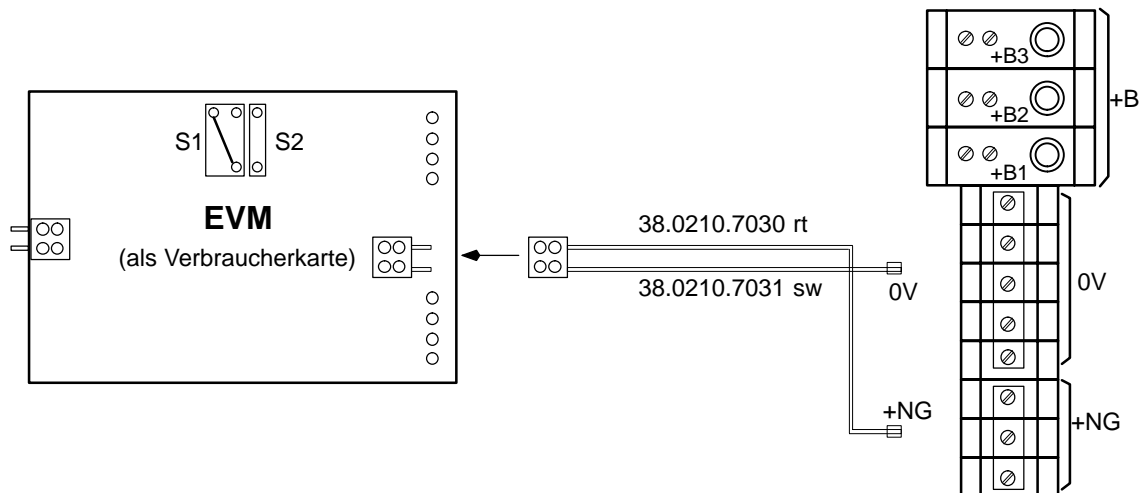 +B3
+B2
+B
+B1
S1
S2
EVM
(als Verbraucherkarte)
38.0210.7030 rt
38.0210.7031 sw
0V
0V
+NG
+NG